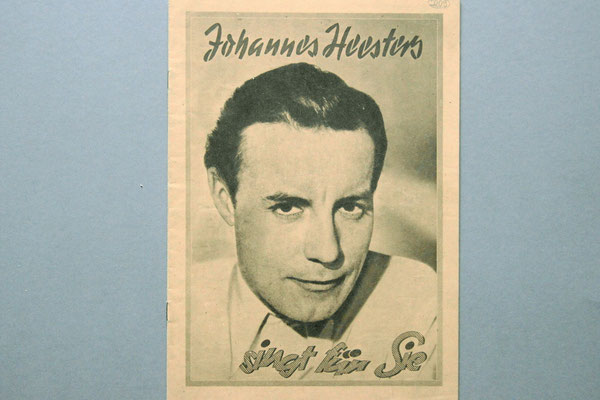 Johannes Heesters
singt für Sie